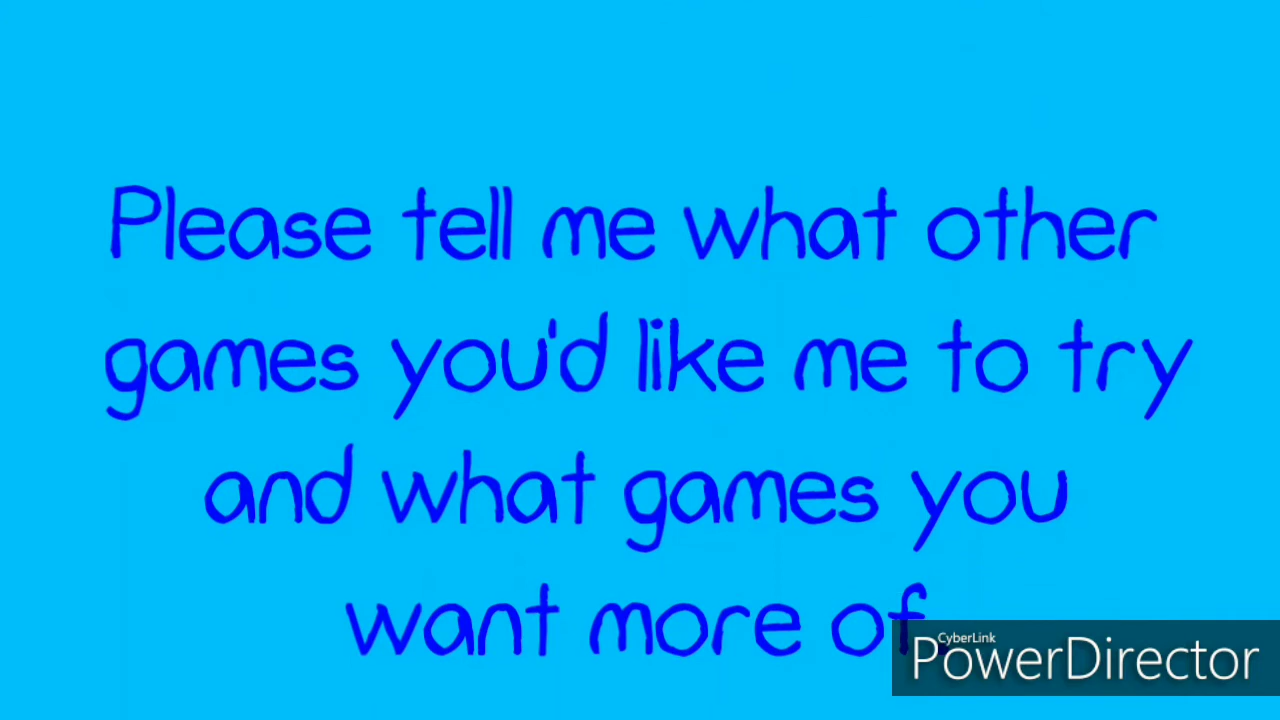 Please tell me what other
games you'd like me to try
and what games you
want more of.
CyberLink
PowerDirector